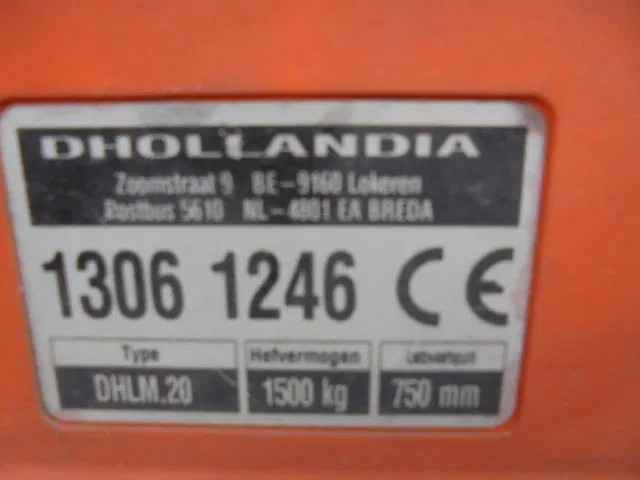 DHOLLANDIA
Zoomstraat 9 BE-9160 Lokeren
Postbus 5610 NL-4801 EA BREDA
1306 1246 CE
Type Hefvermogen
DHLM.20 1500 kg 750 mm